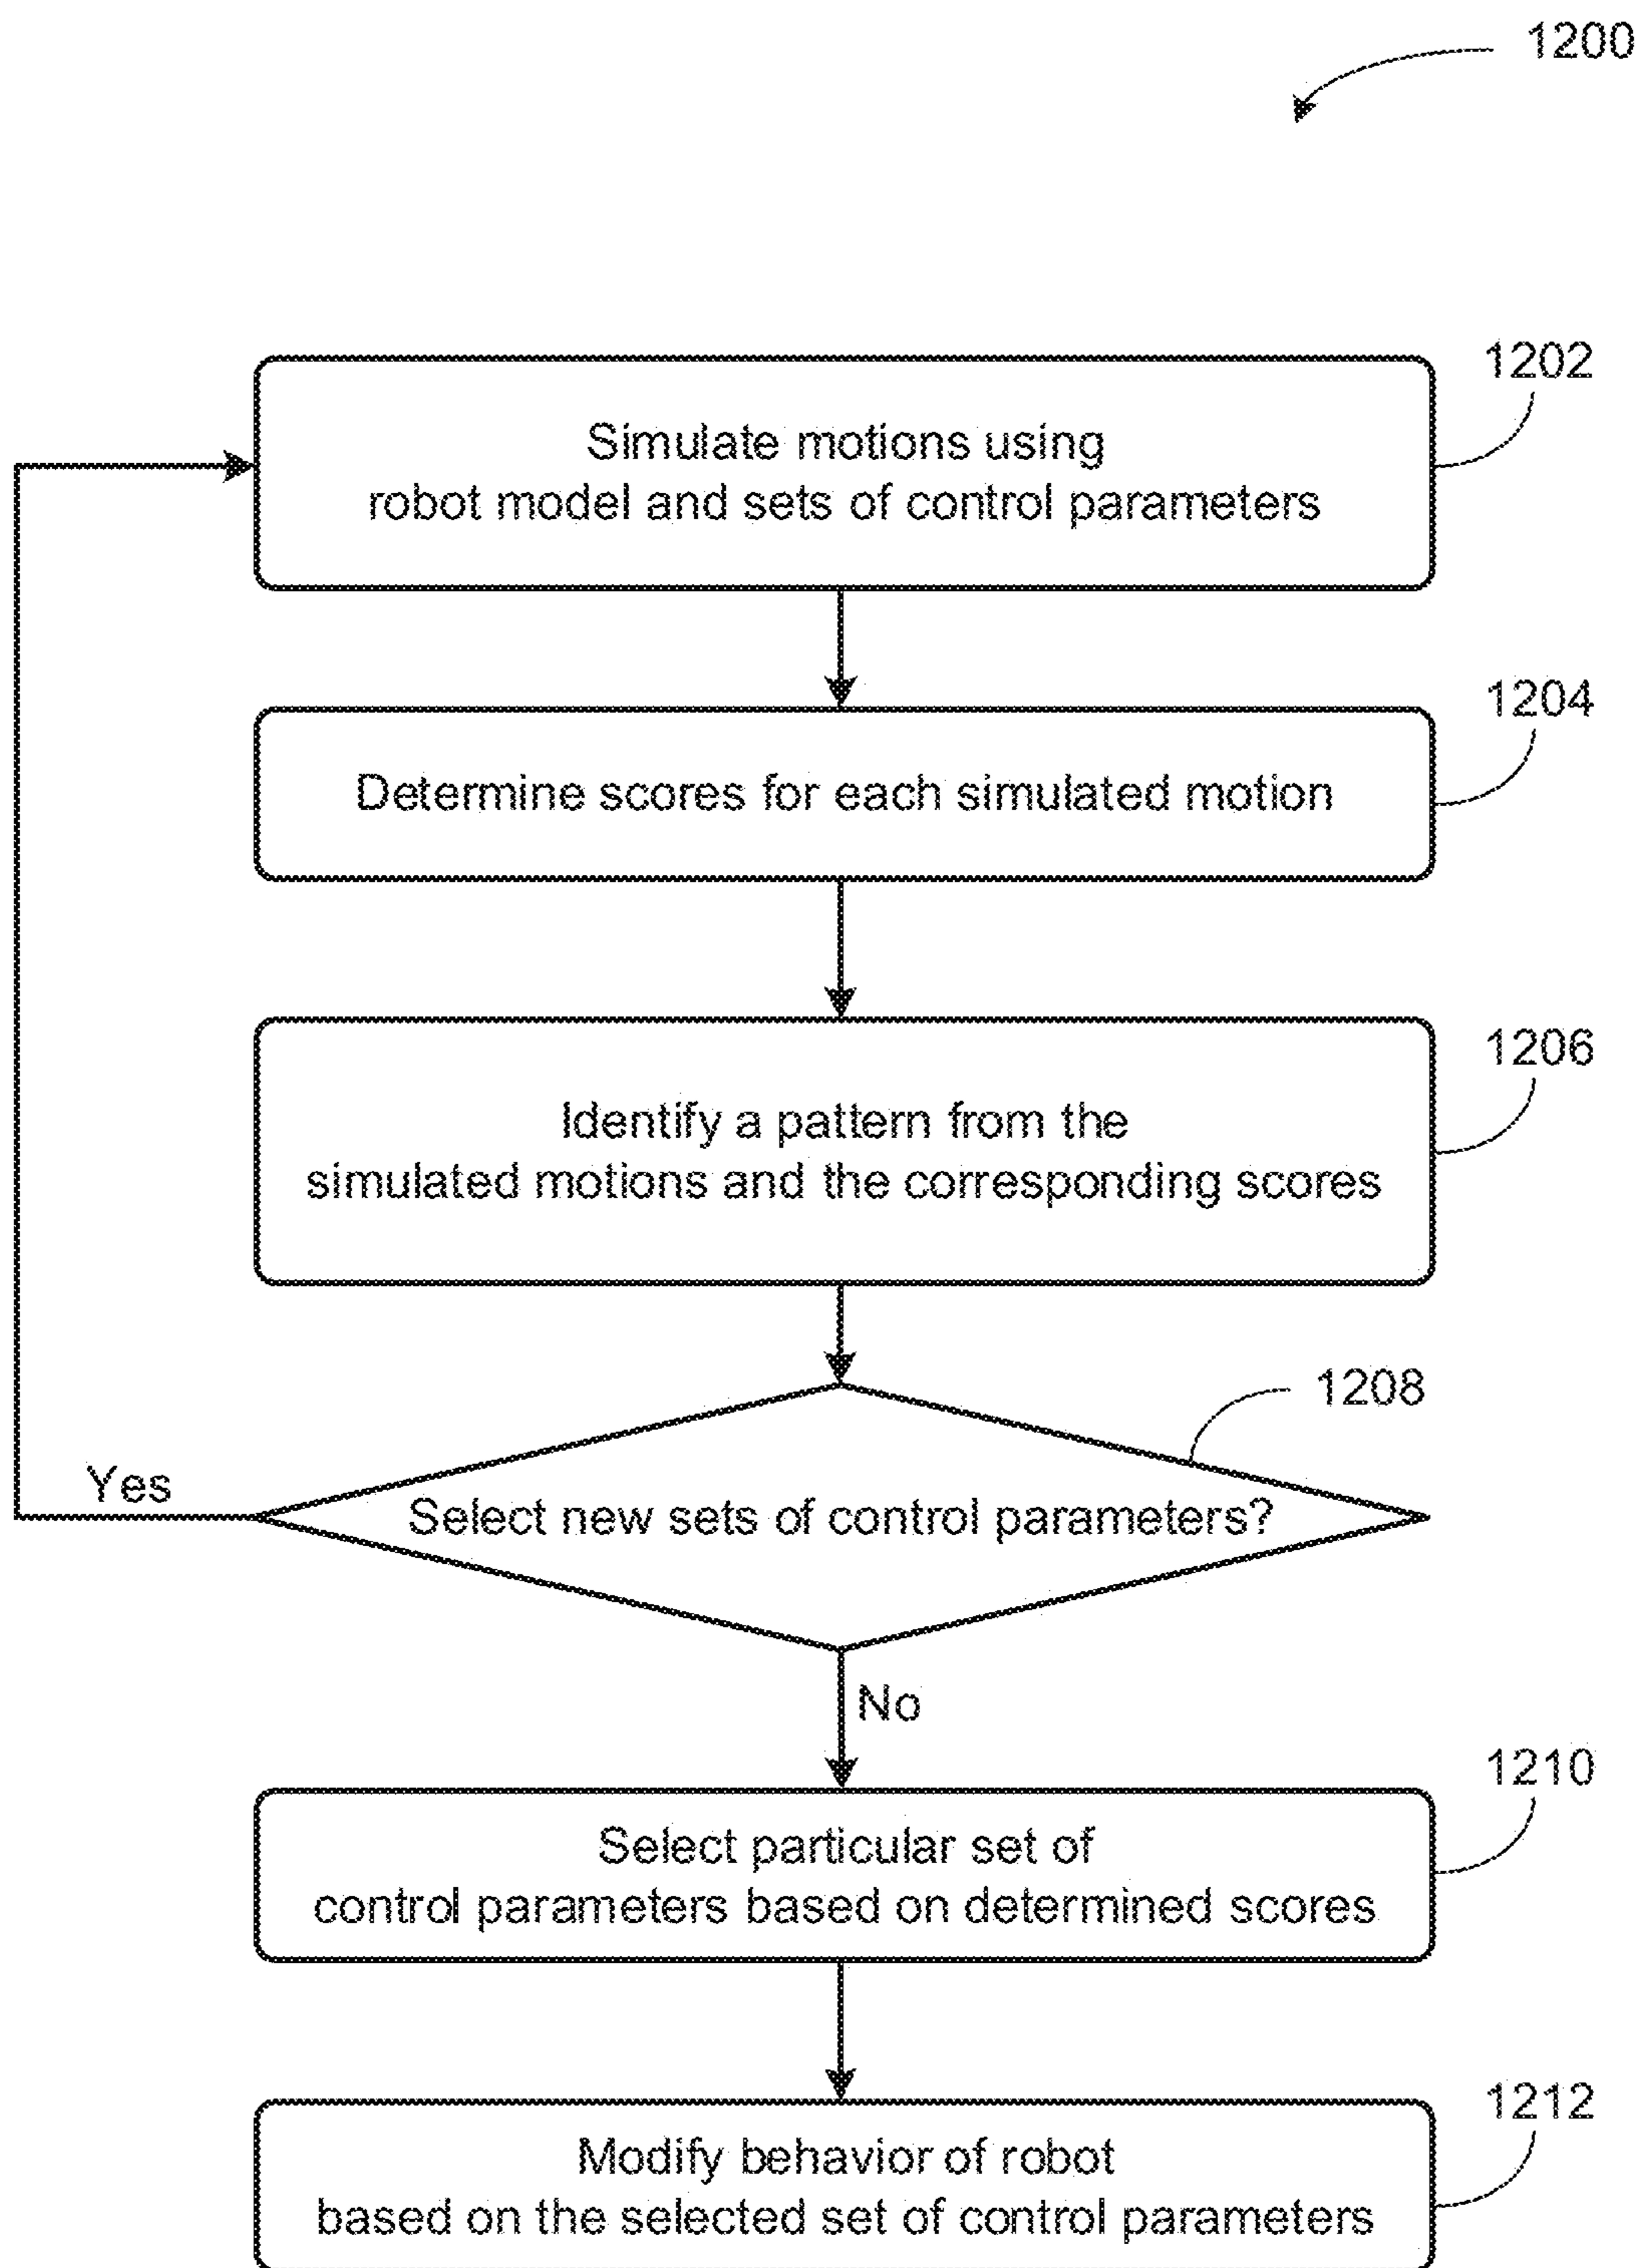 1200
1202
Simulate motions using
robot model and sets of control parameters
1204
Determine scores for each simulated motion
1206
Identify a pattern from the
simulated motions and the corresponding scores
1208
Yes
Select new sets of control parameters?
No
1210
Select particular set of
control parameters based on determined scores
1212
Modify behavior of robot
based on the selected set of control parameters